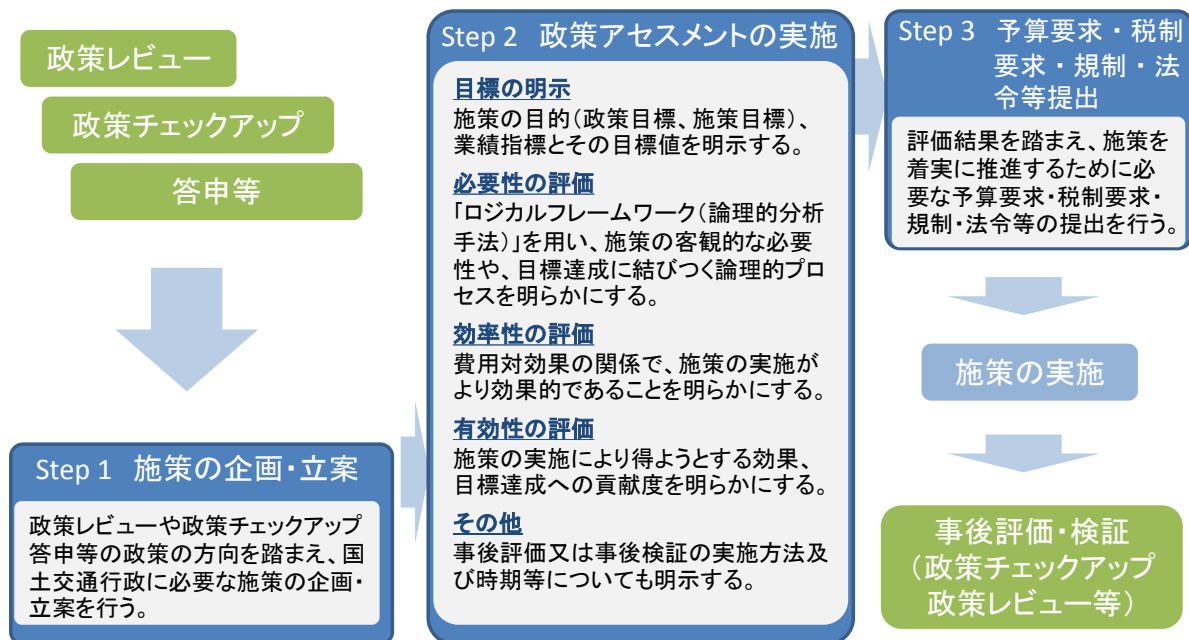 政策レビュー
政策チェックアップ
答申等
Step 1 施策の企画・立案
政策レビューや政策チェックアップ
答申等の政策の方向を踏まえ、国
土交通行政に必要な施策の企画・
立案を行う。
Step 2 政策アセスメントの実施
目標の明示
施策の目的（政策目標、施策目標）、
業績指標とその目標値を明示する。
必要性の評価
「ロジカルフレームワーク（論理的分析
手法）」を用い、施策の客観的な必要
性や、目標達成に結びつく論理的プロ
セスを明らかにする。
効率性の評価
費用対効果の関係で、施策の実施が
より効果的であることを明らかにする。
有効性の評価
施策の実施により得ようとする効果、
目標達成への貢献度を明らかにする。
その他
事後評価又は事後検証の実施方法及
び時期等についても明示する。
Step 3 予算要求・税制
要求・規制・法
令等提出
評価結果を踏まえ、施策を
着実に推進するために必
要な予算要求・税制要求・
規制・法令等の提出を行う。
施策の実施
事後評価・検証
（政策チェックアップ
政策レビュー等）